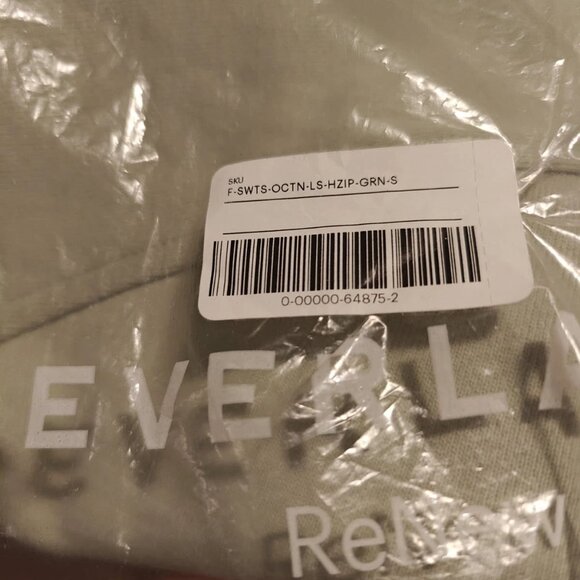 SKU
F-SWTS-OCTN-LS-HZIP-GRN-S
0-00000-64875-2
EVERLA
ReNew